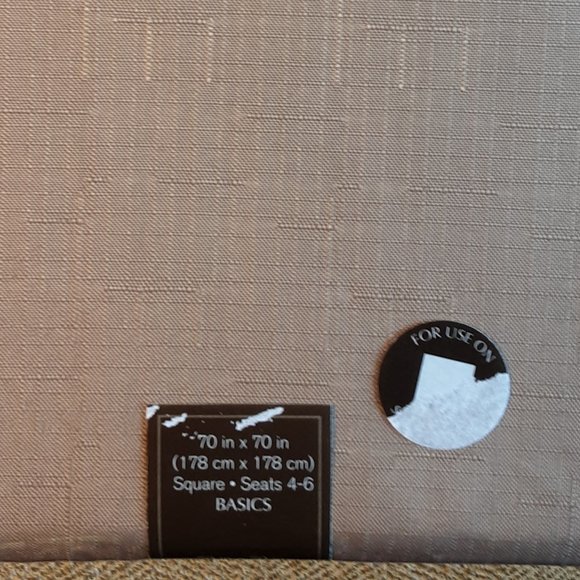 FOR USE ON
70 in x 70 in
(178 cm x 178 cm)
Square • Seats 4-6
BASICS